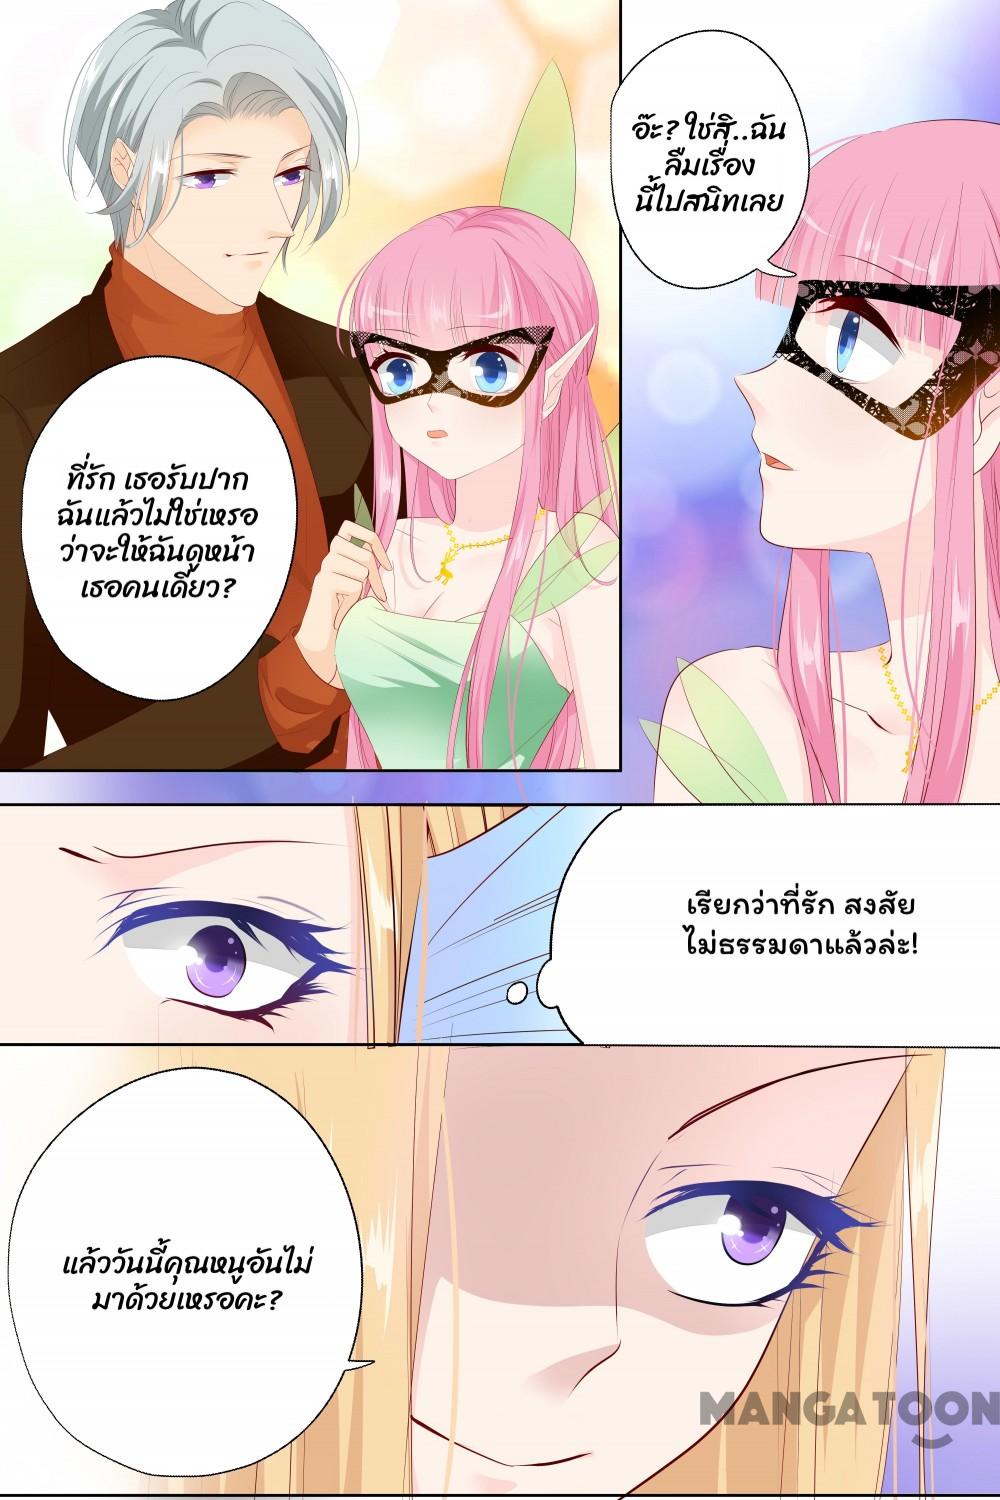 ที่รัก เธอรับปาก
ฉันแล้วไม่ใช่เหรอ
ว่าจะให้ฉันดูหน้า
เธอคนเดียว?
อ๊ะ? ใช่สิ..ฉัน
ลืมเรื่อง
นี้ไปสนิทเลย
เรียกว่าที่รัก สงสัย
ไม่ธรรมดาแล้วล่ะ!
แล้ววันนี้คุณหนูอันไม่
มาด้วยเหรอคะ?
MANGATOON